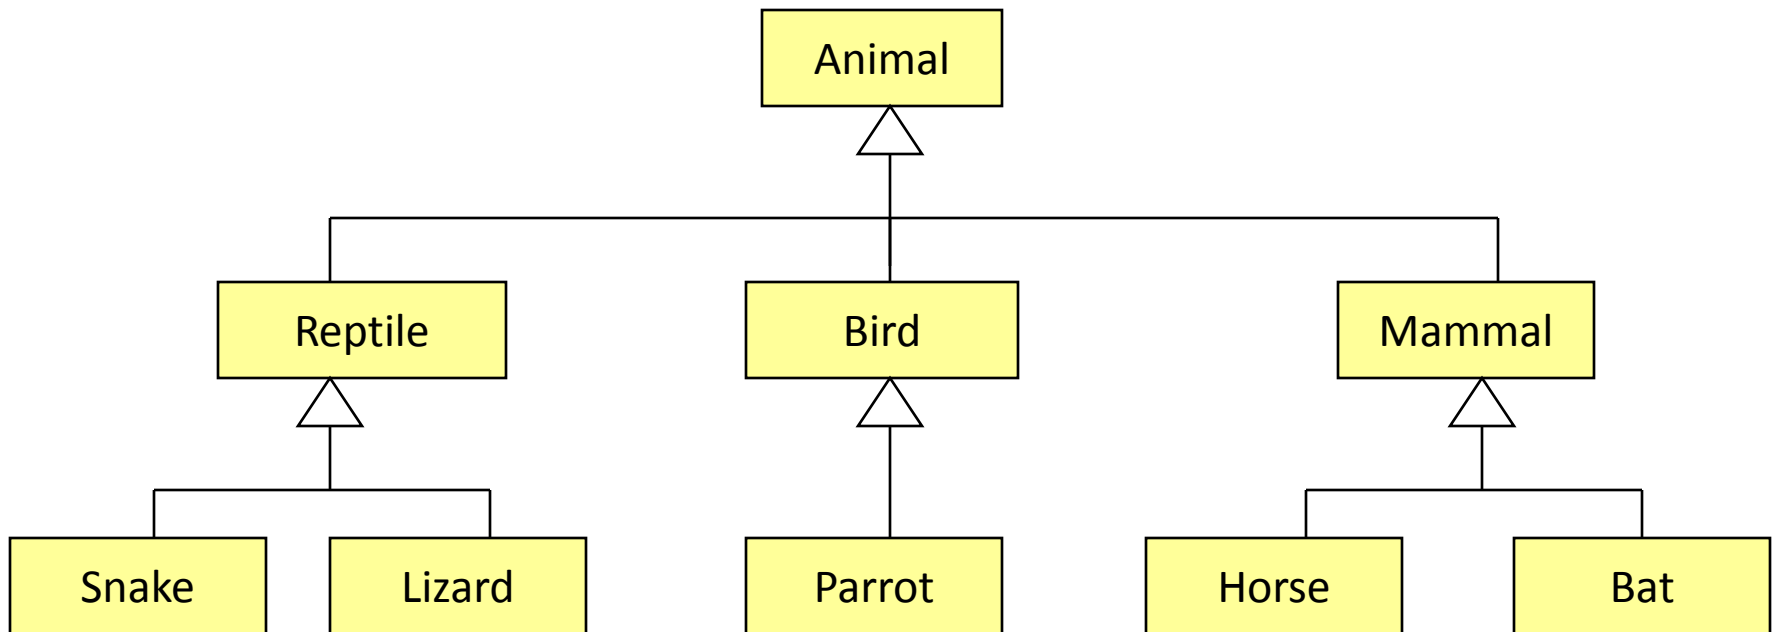 Animal
Reptile
Bird
Mammal
Snake
Lizard
Parrot
Horse
Bat